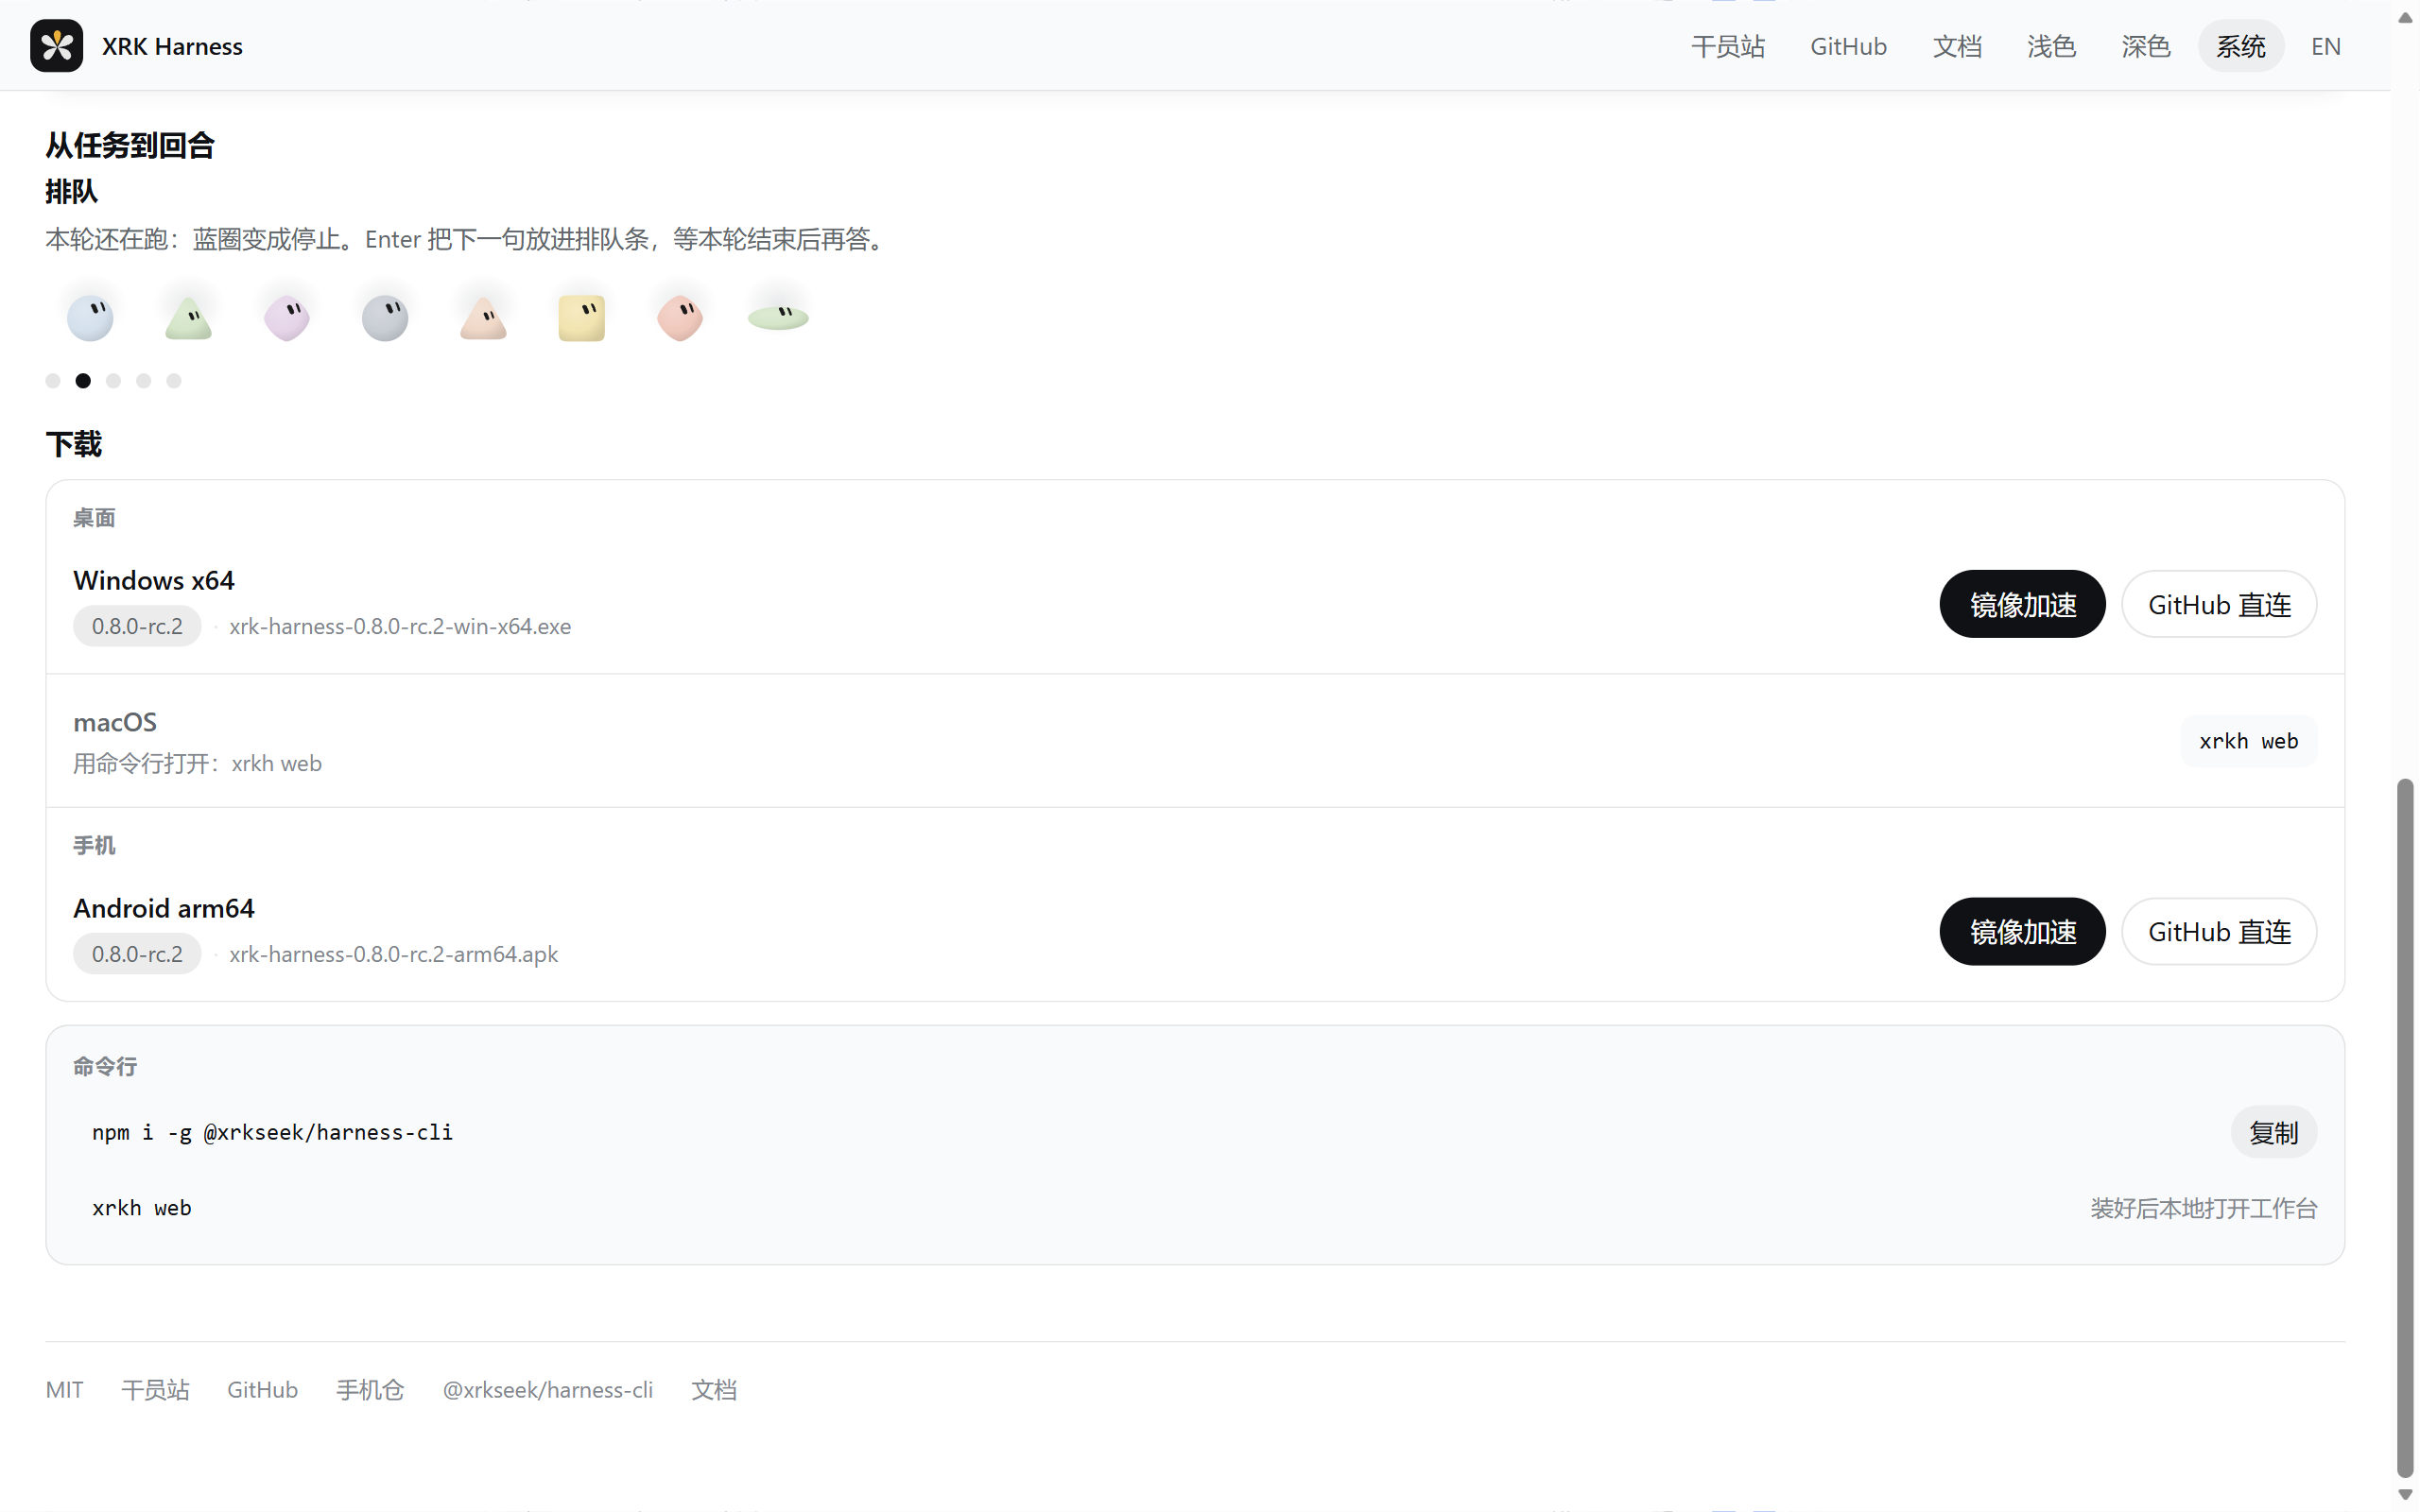 XRK Harness
干员站 GitHub 文档 浅色 深色 系统 EN
从任务到回合
排队
本轮还在跑：蓝圈变成停止。Enter 把下一句放进排队条，等本轮结束后再答。
下载
桌面
Windows x64
0.8.0-rc.2 · xrk-harness-0.8.0-rc.2-win-x64.exe
镜像加速 GitHub 直连
macOS
用命令行打开：xrkh web
xrkh web
手机
Android arm64
0.8.0-rc.2 · xrk-harness-0.8.0-rc.2-arm64.apk
镜像加速 GitHub 直连
命令行
npm i -g @xrkseek/harness-cli
复制
xrkh web
装好后本地打开工作台
MIT 干员站 GitHub 手机仓 @xrkseek/harness-cli 文档